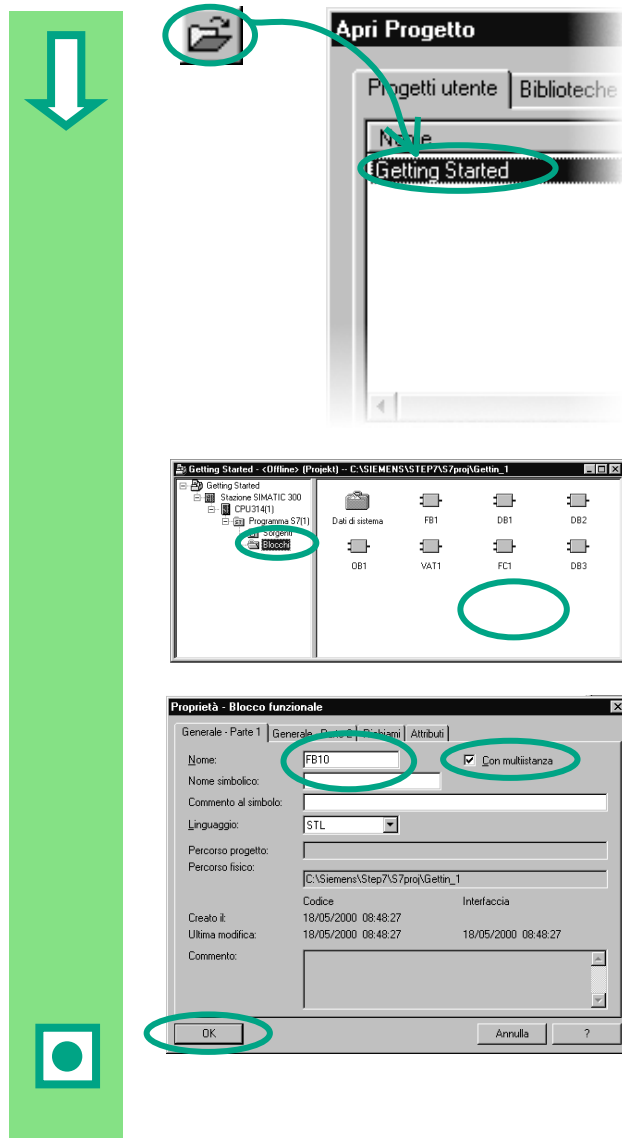 Apri Progetto
Progetti utente Biblioteche
Nome
Getting Started
Getting Started - <Offline> (Projekt) -- C:\SIEMENS\STEP7\S7proj\Gettin_1
Getting Started
Stazione SIMATIC 300
CPU314(1)
Programma S7(1)
Sorgenti
Blocchi
Dati di sistema FB1 DB1 DB2
OB1 VAT1 FC1 DB3
Proprietà - Blocco funzionale
Generale - Parte 1 Generale - Parte 2 Richiami Attributi
Nome: FB10 Con multiistanza
Nome simbolico:
Commento al simbolo:
Linguaggio: STL
Percorso progetto:
Percorso fisico:
C:\Siemens\Step7\S7proj\Gettin_1
Codice Interfaccia
Creato il: 18/05/2000 08:48:27
Ultima modifica: 18/05/2000 08:48:27 18/05/2000 08:48:27
Commento:
OK Annulla ?